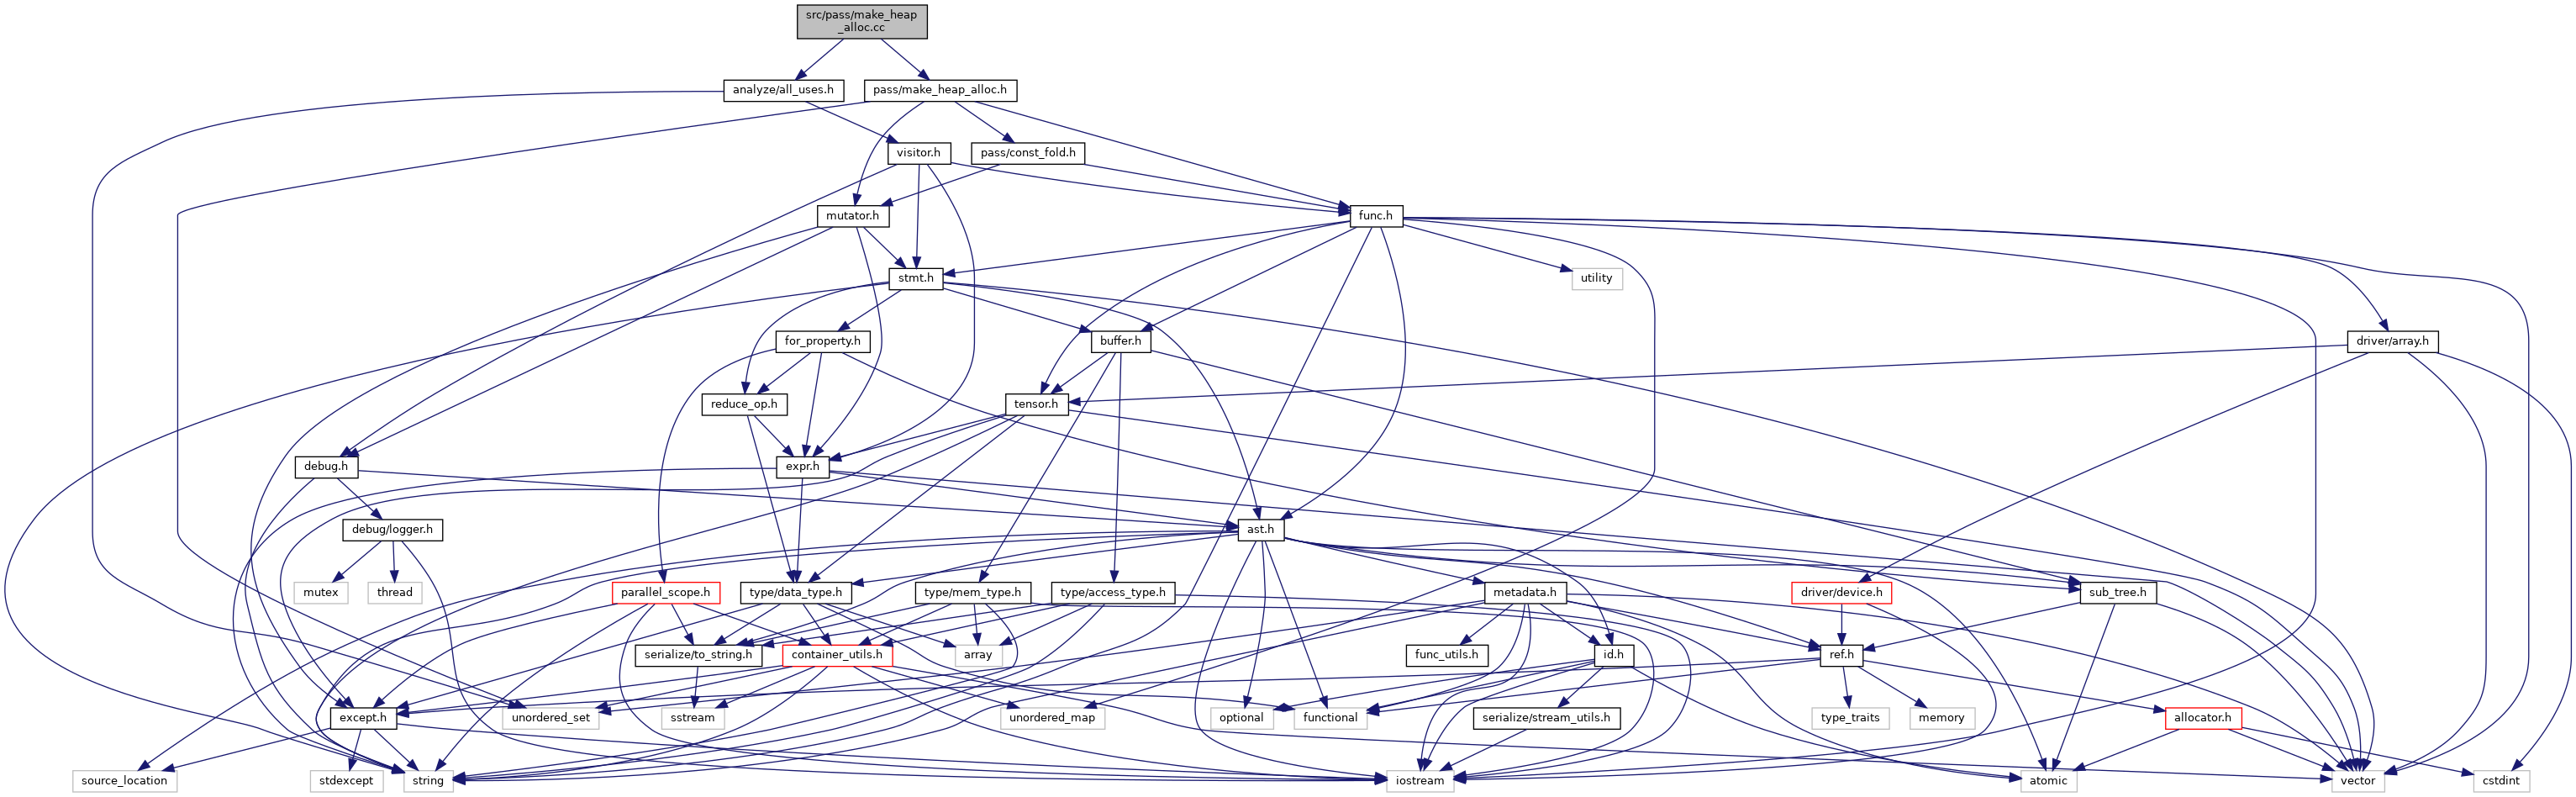 src/pass/make_heap
_alloc.cc
analyze/all_uses.h
pass/make_heap_alloc.h
visitor.h
pass/const_fold.h
mutator.h
func.h
stmt.h
utility
for_property.h
buffer.h
driver/array.h
reduce_op.h
tensor.h
debug.h
expr.h
debug/logger.h
ast.h
mutex
thread
parallel_scope.h
type/data_type.h
type/mem_type.h
type/access_type.h
metadata.h
driver/device.h
sub_tree.h
serialize/to_string.h
container_utils.h
array
func_utils.h
id.h
ref.h
except.h
unordered_set
sstream
unordered_map
optional
functional
serialize/stream_utils.h
type_traits
memory
allocator.h
source_location
stdexcept
string
iostream
atomic
vector
cstdint